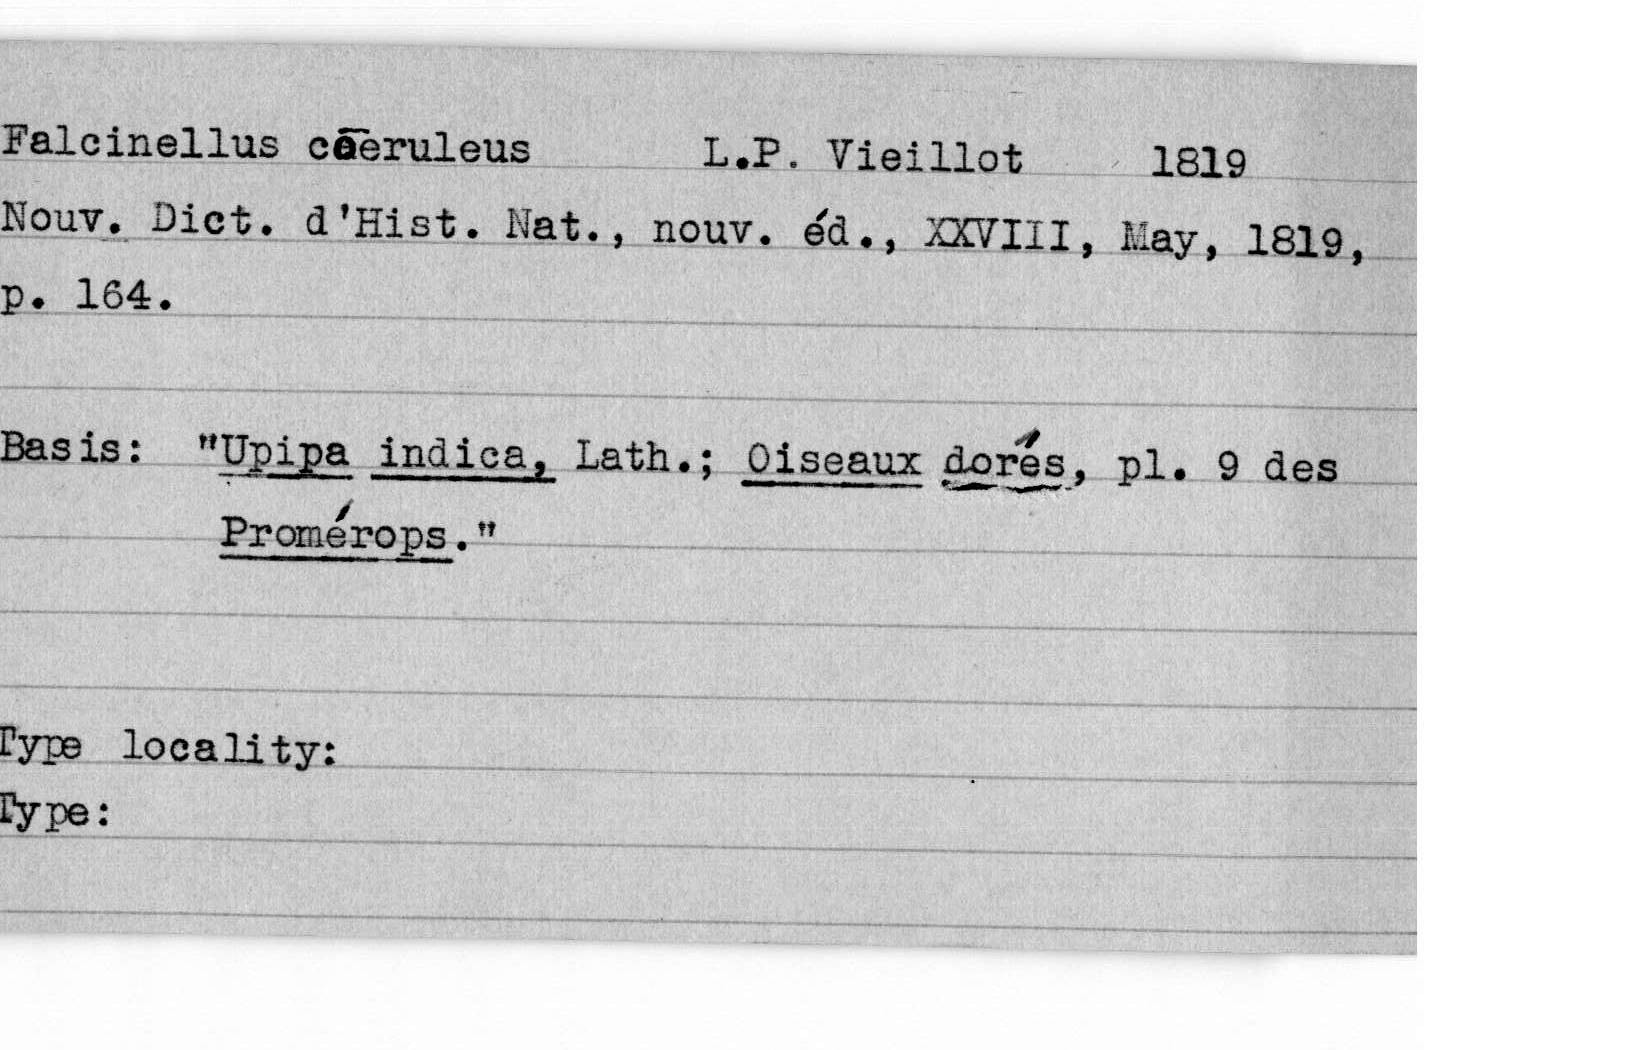 Falcinellus caeruleus L.P. Vieillot 1819
Nouv. Dict. d'Hist. Nat., nouv. éd., XXVIII, May, 1819,
p. 164.
Basis: "Upipa indica, Lath.; Oiseaux dorés, pl. 9 des
Promérops."
Type locality:
Type: